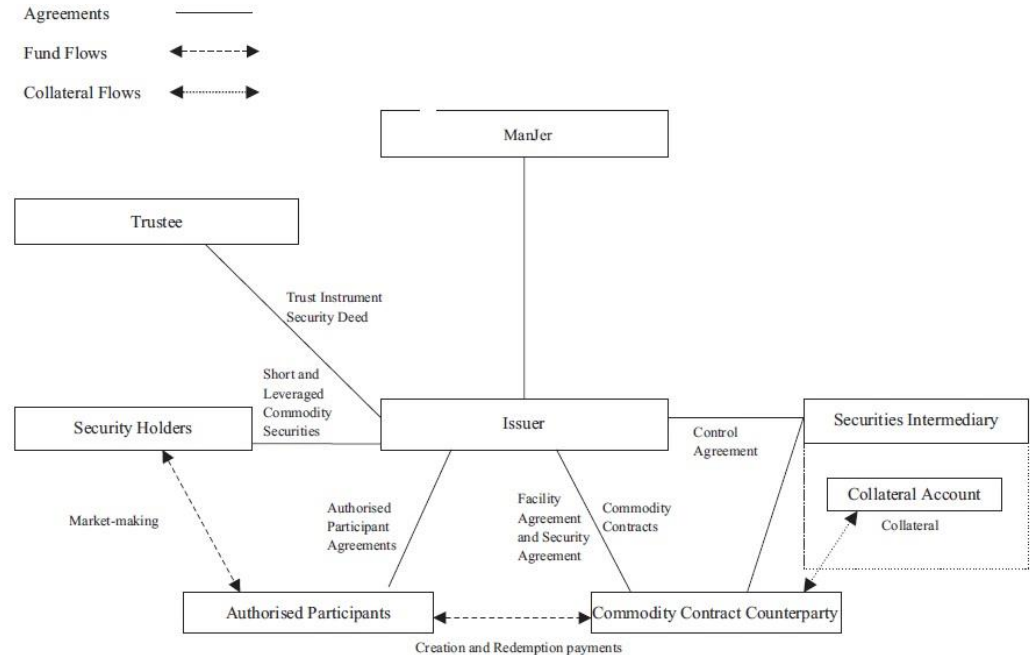 Agreements
Fund Flows
Collateral Flows
ManJer
Trustee
Trust Instrument
Security Deed
Short and
Leveraged
Commodity
Securities
Security Holders
Issuer
Securities Intermediary
Control
Agreement
Collateral Account
Collateral
Market-making
Authorised
Participant
Agreements
Facility
Agreement
and Security
Agreement
Commodity
Contracts
Authorised Participants
Commodity Contract Counterparty
Creation and Redemption payments